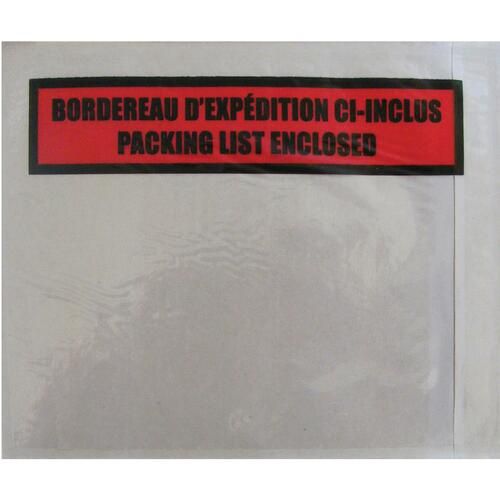 BORDEREAU D'EXPÉDITION CI-INCLUS
PACKING LIST ENCLOSED